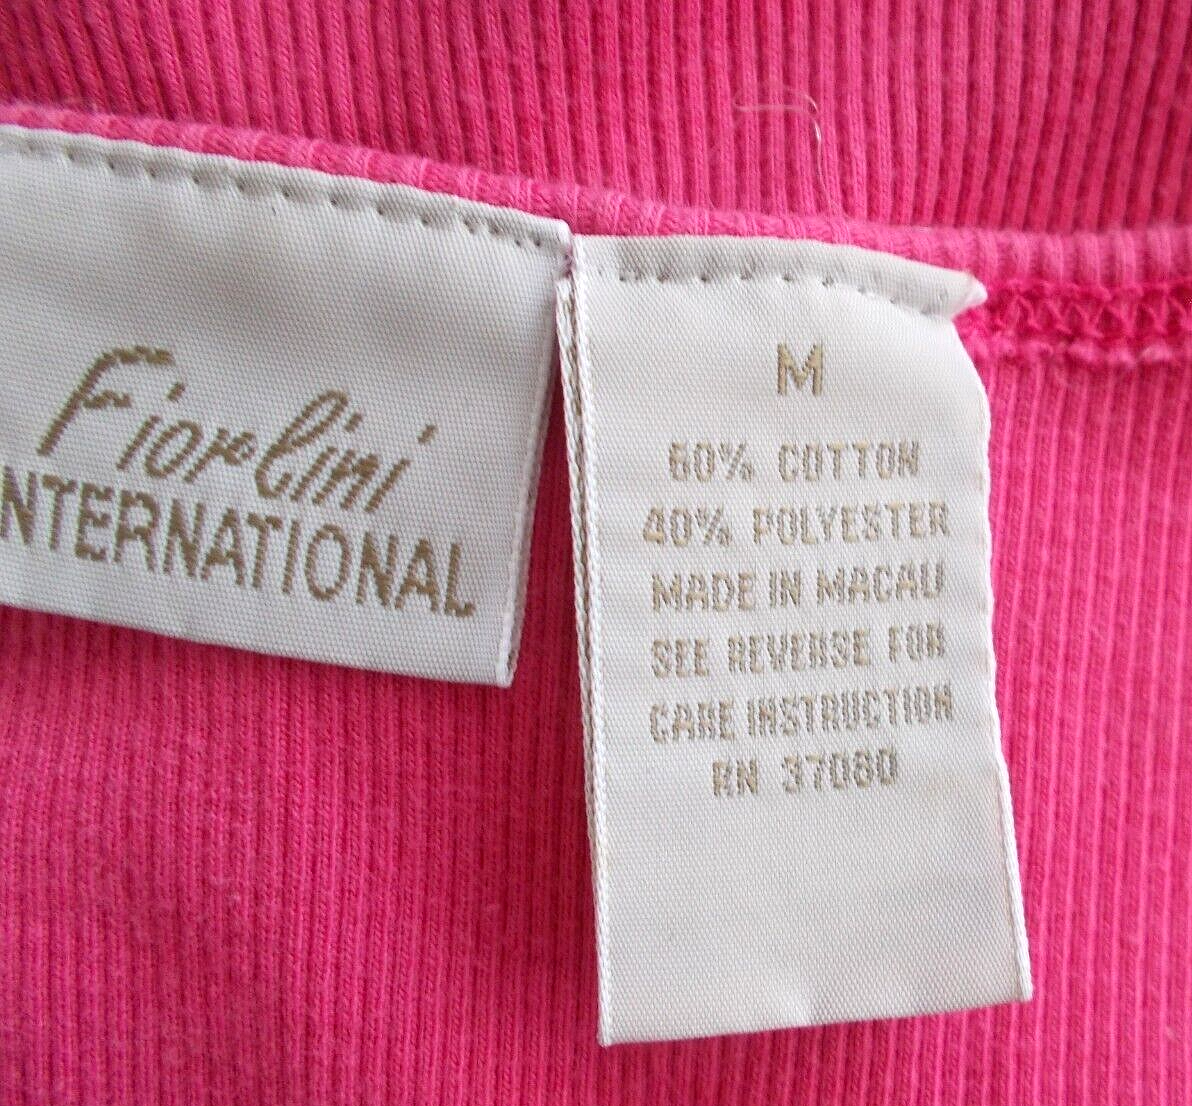 Fiorlini
INTERNATIONAL
M
60% COTTON
40% POLYESTER
MADE IN MACAU
SEE REVERSE FOR
CARE INSTRUCTION
RN 37080